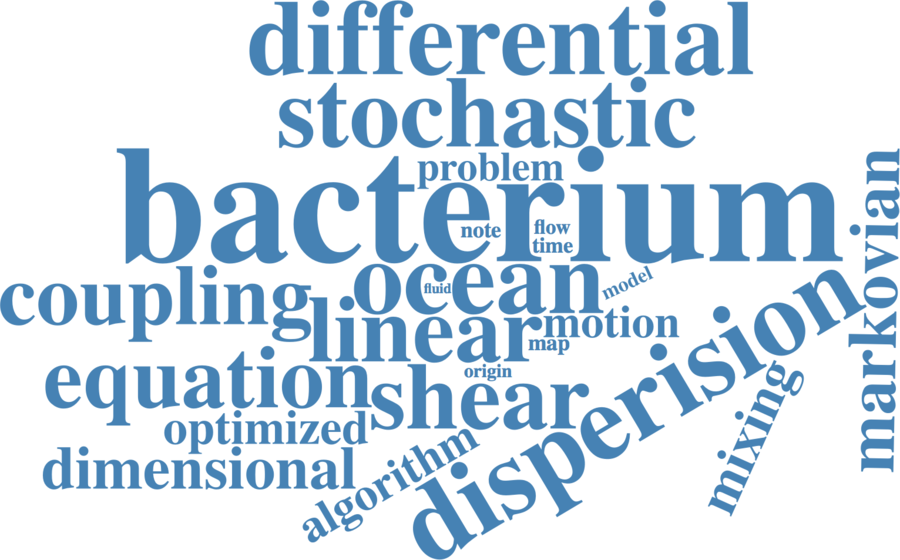 differential
stochastic
problem
bacterium
note
flow
time
markovian
ocean
fluid
model
coupling
linear
motion
map
origin
equation
shear
disperision
mixing
optimized
algorithm
dimensional